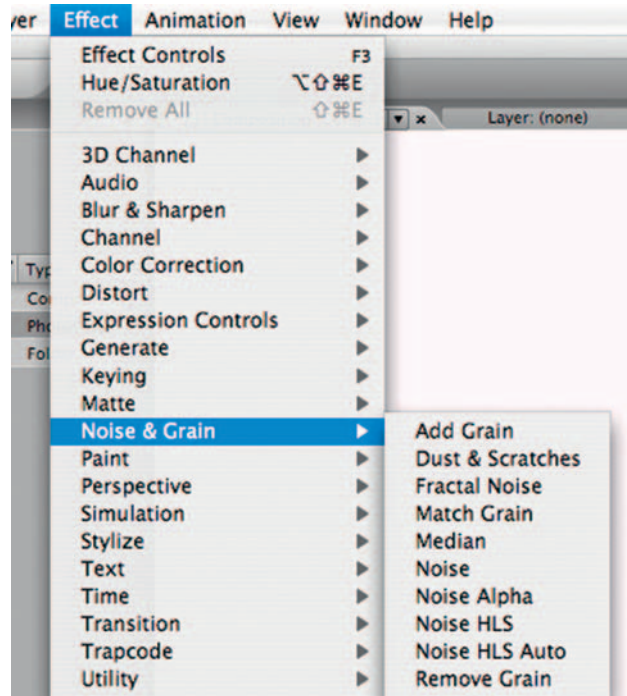 Effect Animation View Window Help
Effect Controls F3
Hue/Saturation ⌥⇧⌘E
Remove All ⇧⌘E
Layer: (none)
3D Channel
Audio
Blur & Sharpen
Channel
Color Correction
Distort
Expression Controls
Generate
Keying
Matte
Noise & Grain
Paint
Perspective
Simulation
Stylize
Text
Time
Transition
Trapcode
Utility
Add Grain
Dust & Scratches
Fractal Noise
Match Grain
Median
Noise
Noise Alpha
Noise HLS
Noise HLS Auto
Remove Grain